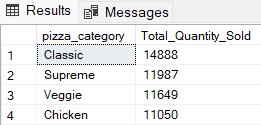 Results Messages
pizza_category Total_Quantity_Sold
1 Classic 14888
2 Supreme 11987
3 Veggie 11649
4 Chicken 11050